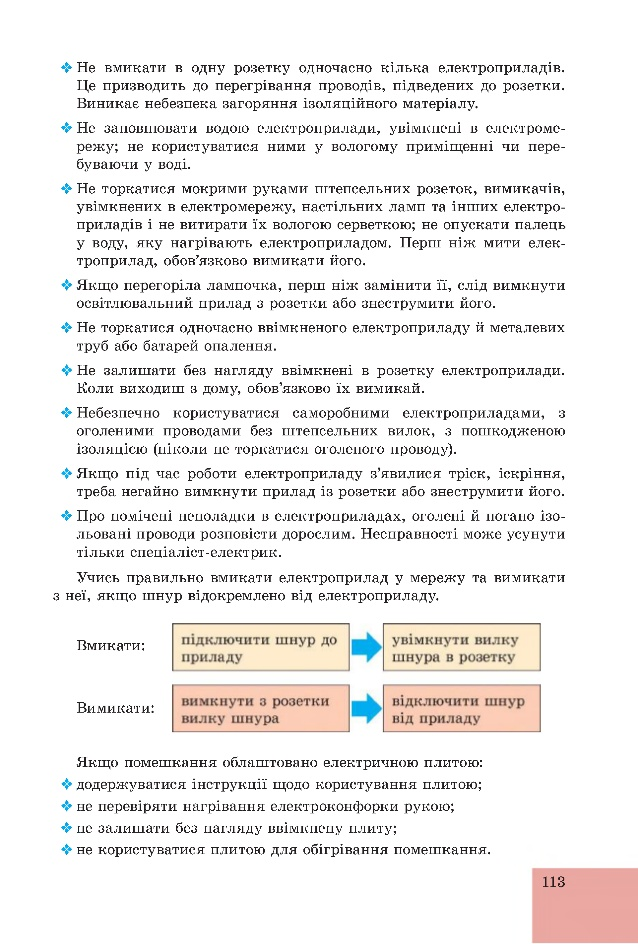 ❖ Не вмикати в одну розетку одночасно кілька електроприладів.
Це призводить до перегрівання проводів, підведених до розетки.
Виникає небезпека загоряння ізоляційного матеріалу.
❖ Не заповнювати водою електроприлади, увімкнені в електроме-
режу; не користуватися ними у вологому приміщенні чи пере-
буваючи у воді.
❖ Не торкатися мокрими руками штепсельних розеток, вимикачів,
увімкнених в електромережу, настільних ламп та інших електро-
приладів і не витирати їх вологою серветкою; не опускати палець
у воду, яку нагрівають електроприладом. Перш ніж мити елек-
троприлад, обов’язково вимикати його.
❖ Якщо перегоріла лампочка, перш ніж замінити її, слід вимкнути
освітлювальний прилад з розетки або знеструмити його.
❖ Не торкатися одночасно ввімкненого електроприладу й металевих
труб або батарей опалення.
❖ Не залишати без нагляду ввімкнені в розетку електроприлади.
Коли виходиш з дому, обов’язково їх вимикай.
❖ Небезпечно користуватися саморобними електроприладами, з
оголеними проводами без штепсельних вилок, з пошкодженою
ізоляцією (ніколи не торкатися оголеного проводу).
❖ Якщо під час роботи електроприладу з’явилися тріск, іскріння,
треба негайно вимкнути прилад із розетки або знеструмити його.
❖ Про помічені неполадки в електроприладах, оголені й погано ізо-
льовані проводи розповісти дорослим. Несправності може усунути
тільки спеціаліст-електрик.
Учись правильно вмикати електроприлад у мережу та вимикати
з неї, якщо шнур відокремлено від електроприладу.
Вмикати:
підключити шнур до
приладу
увімкнути вилку
шнура в розетку
Вимикати:
вимкнути з розетки
вилку шнура
відключити шнур
від приладу
Якщо помешкання облаштовано електричною плитою:
❖ додержуватися інструкції щодо користування плитою;
❖ не перевіряти нагрівання електроконфорки рукою;
❖ не залишати без нагляду ввімкнену плиту;
❖ не користуватися плитою для обігрівання помешкання.
113